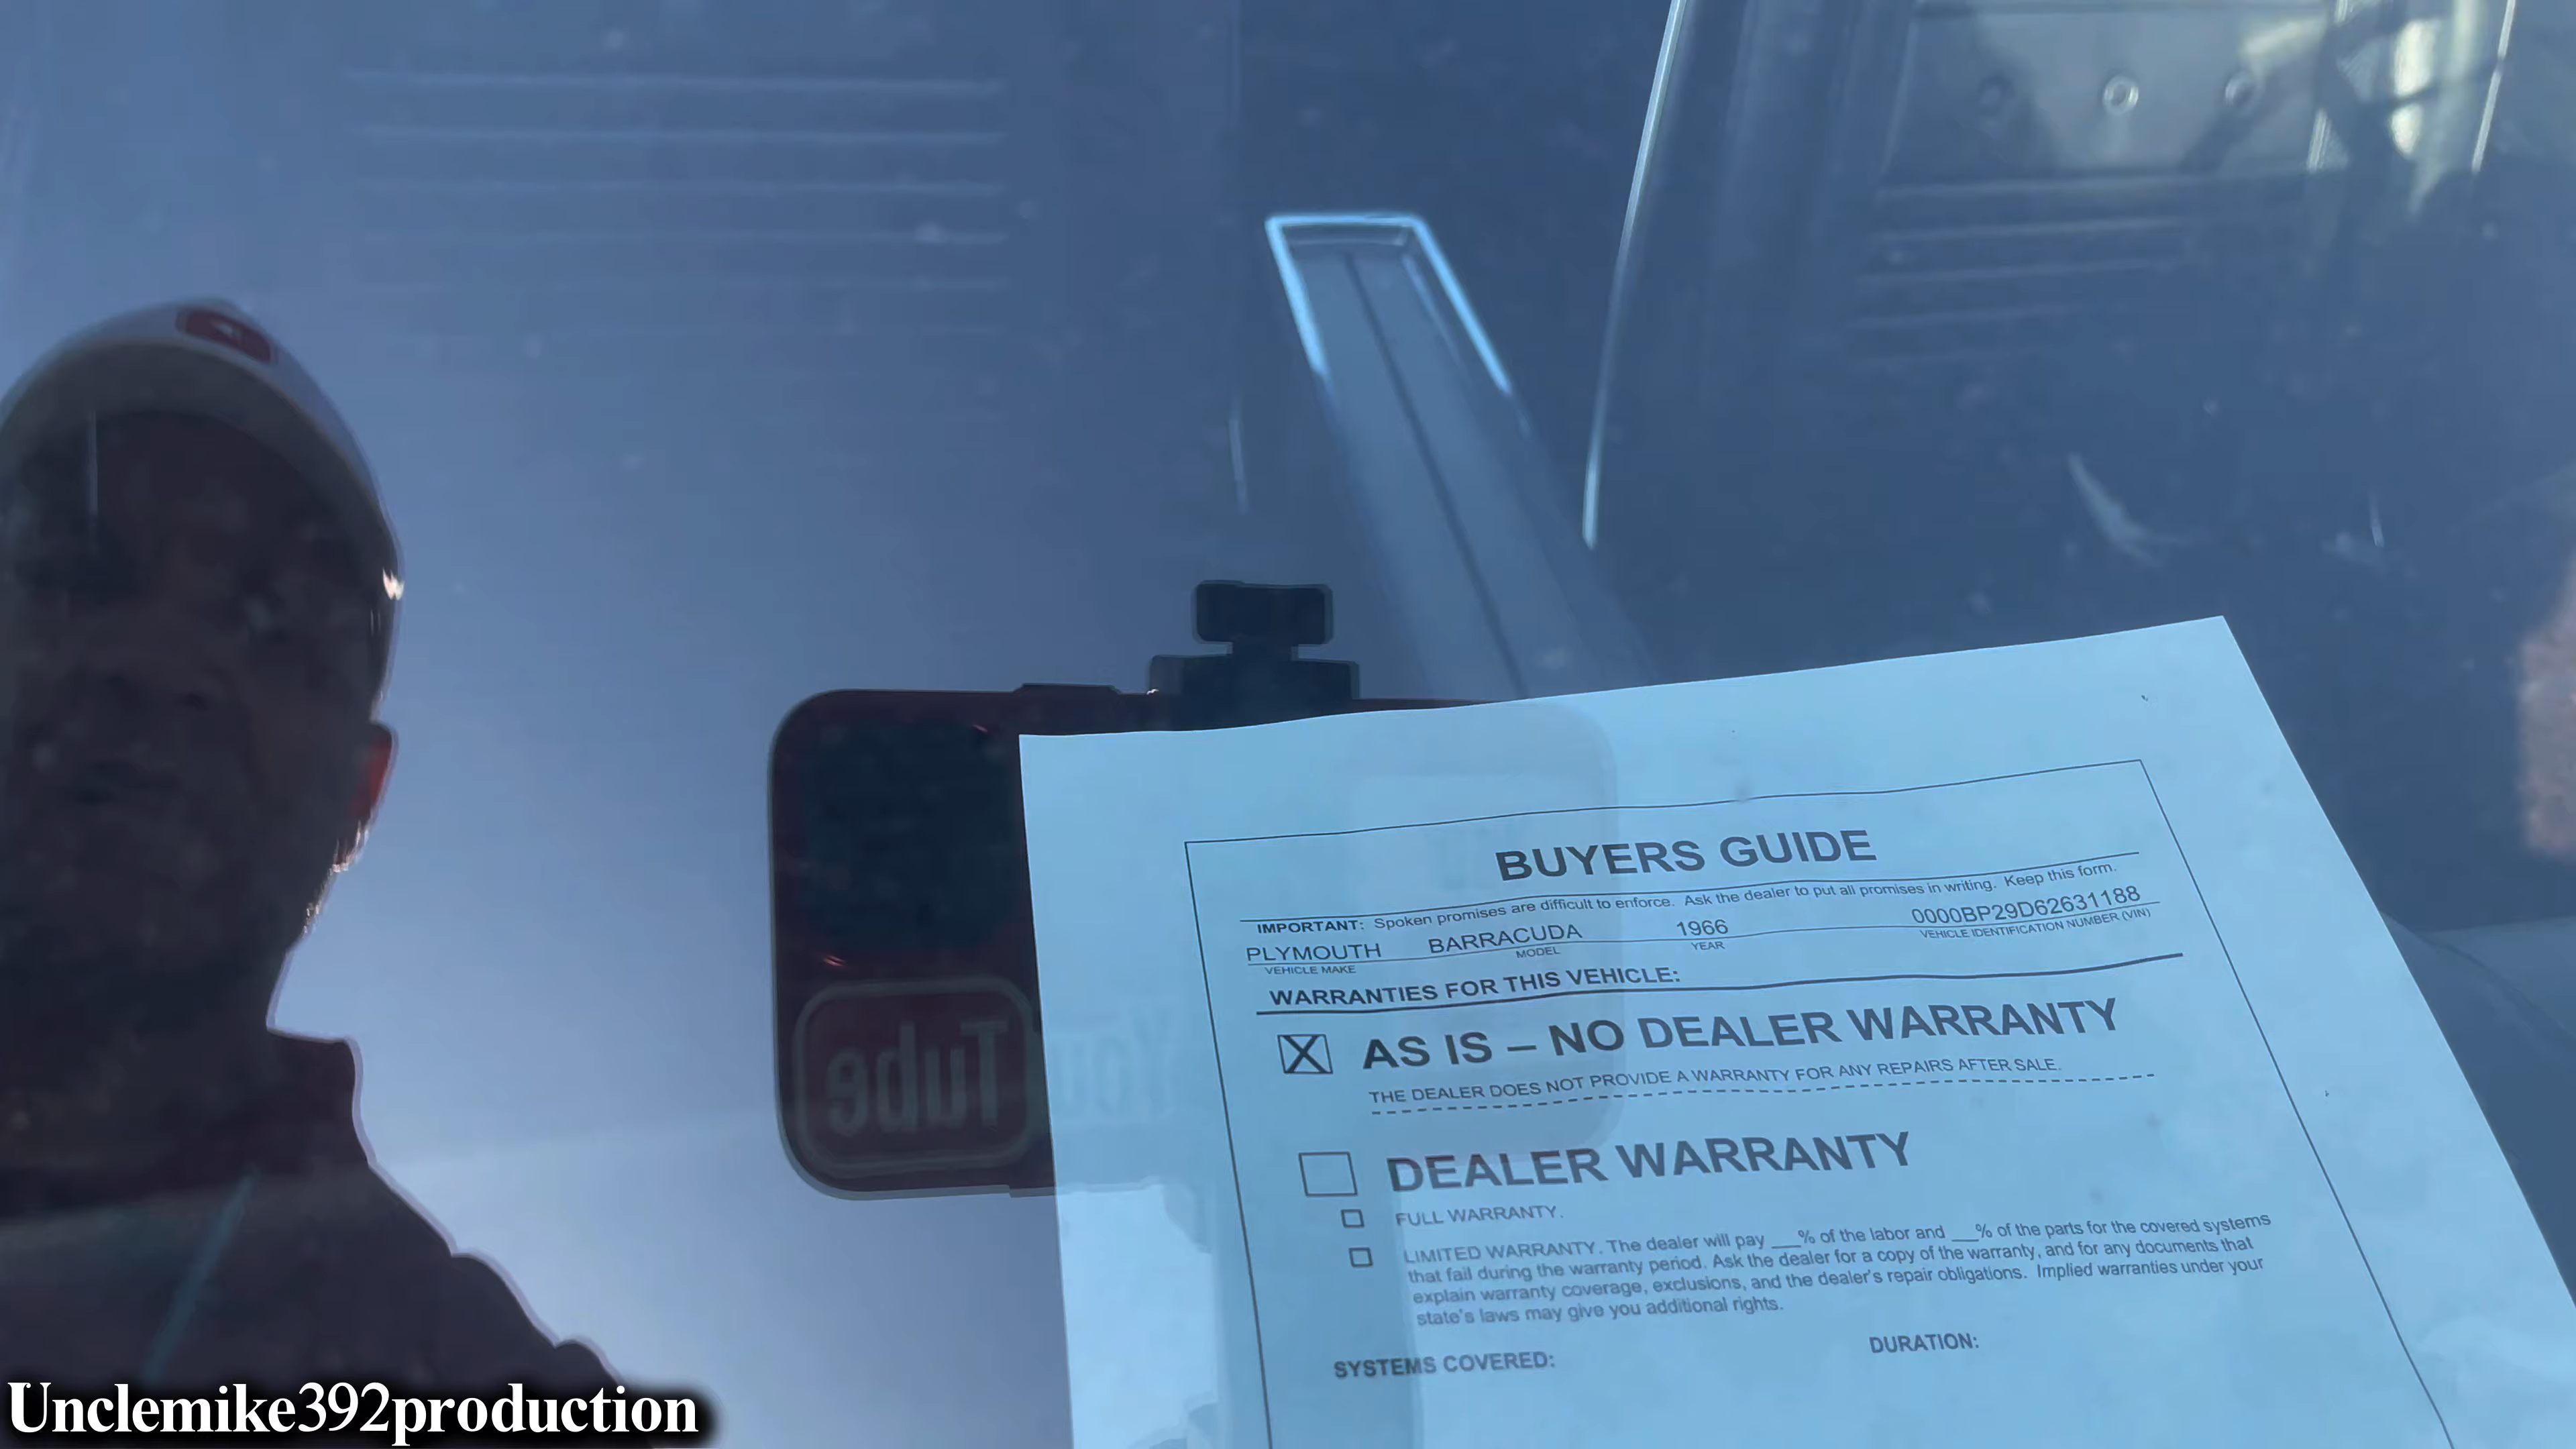 BUYERS GUIDE
IMPORTANT: Spoken promises are difficult to enforce. Ask the dealer to put all promises in writing. Keep this form.
PLYMOUTH BARRACUDA 1966 0000BP29D62631188
VEHICLE MAKE MODEL YEAR VEHICLE IDENTIFICATION NUMBER (VIN)
WARRANTIES FOR THIS VEHICLE:
AS IS – NO DEALER WARRANTY
THE DEALER DOES NOT PROVIDE A WARRANTY FOR ANY REPAIRS AFTER SALE.
DEALER WARRANTY
FULL WARRANTY.
LIMITED WARRANTY. The dealer will pay ___% of the labor and ___% of the parts for the covered systems
that fail during the warranty period. Ask the dealer for a copy of the warranty, and for any documents that
explain warranty coverage, exclusions, and the dealer's repair obligations. Implied warranties under your
state's laws may give you additional rights.
SYSTEMS COVERED: DURATION:
YouTube
Unclemike392production